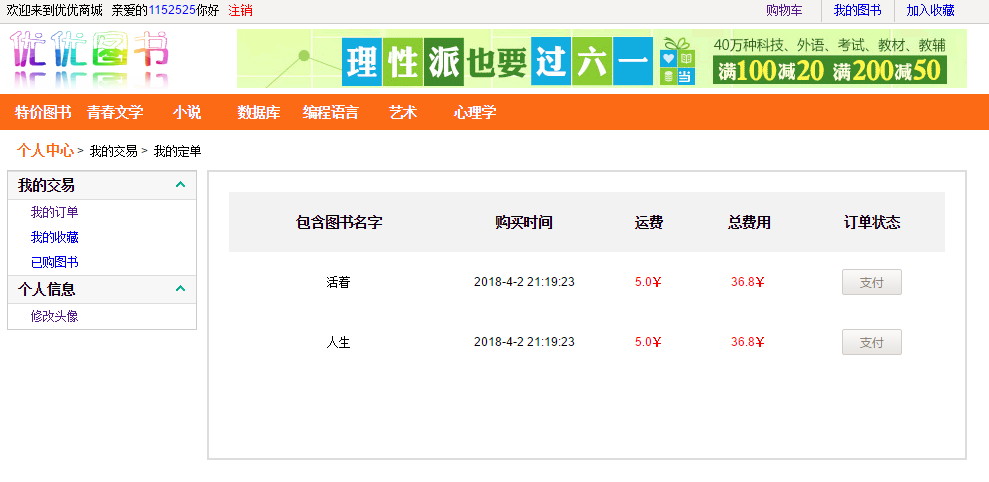 欢迎来到优优商城 亲爱的1152525你好 注销 购物车 我的图书 加入收藏
优优图书
理性派也要过六一 当
40万种科技、外语、考试、教材、教辅
满100减20 满200减50
特价图书 青春文学 小说 数据库 编程语言 艺术 心理学
个人中心 > 我的交易 > 我的定单
我的交易
我的订单
我的收藏
已购图书
个人信息
修改头像
包含图书名字 购买时间 运费 总费用 订单状态
活着 2018-4-2 21:19:23 5.0¥ 36.8¥ 支付
人生 2018-4-2 21:19:23 5.0¥ 36.8¥ 支付